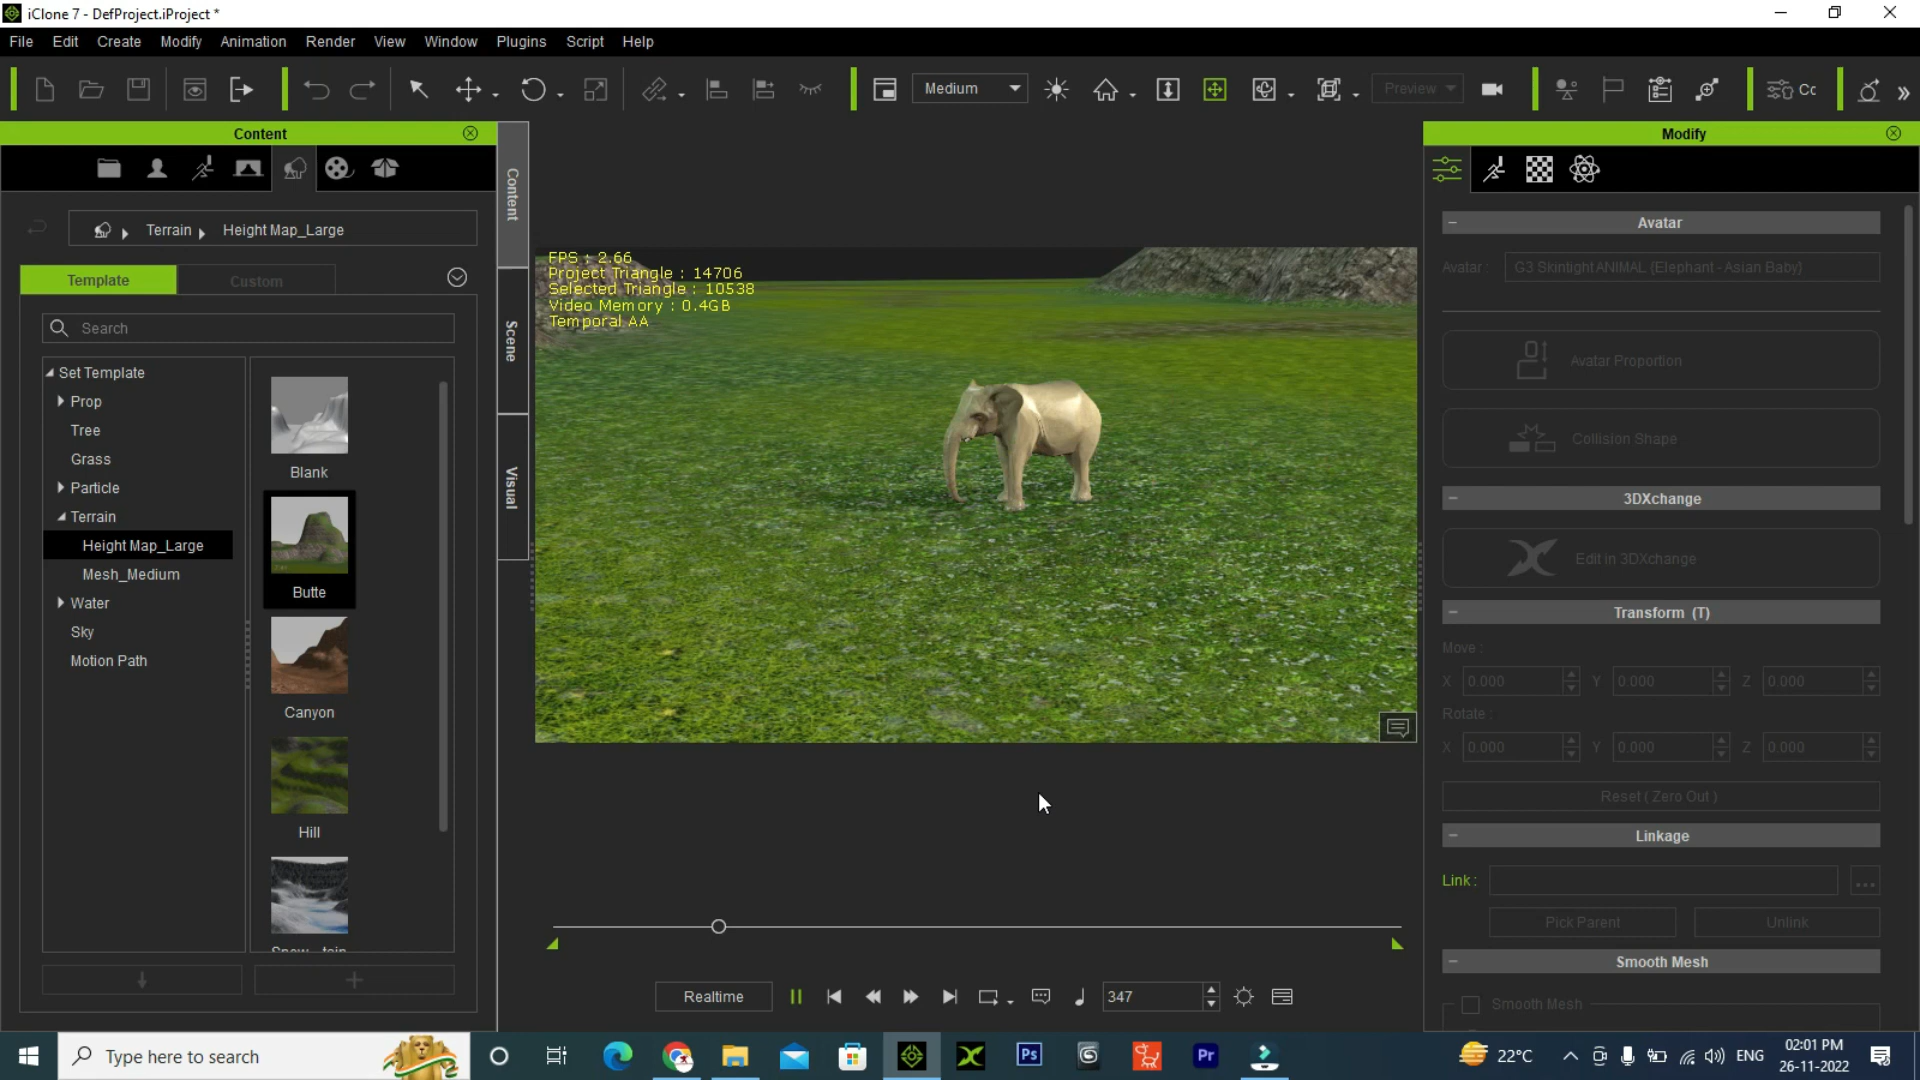 iClone 7 - DefProject.iProject *
File Edit Create Modify Animation Render View Window Plugins Script Help
Medium
Preview
Cc
Content
Terrain Height Map_Large
Template Custom
Search
Set Template
Prop
Tree
Grass
Particle
Terrain
Height Map_Large
Mesh_Medium
Water
Sky
Motion Path
Blank
Butte
Canyon
Hill
Content
Scene
Visual
FPS : 2.66
Project Triangle : 14706
Selected Triangle : 10538
Video Memory : 0.4GB
Temporal AA
Realtime
347
Modify
Avatar
Avatar : G3 Skintight ANIMAL (Elephant - Asian Baby)
Avatar Proportion
Collision Shape
3DXchange
Edit in 3DXchange
Transform (T)
Move :
X 0.000 Y 0.000 Z 0.000
Rotate :
X 0.000 Y 0.000 Z 0.000
Reset ( Zero Out )
Linkage
Link : ...
Pick Parent Unlink
Smooth Mesh
Smooth Mesh
Type here to search
Ps
Pr
22°C
ENG
02:01 PM
26-11-2022